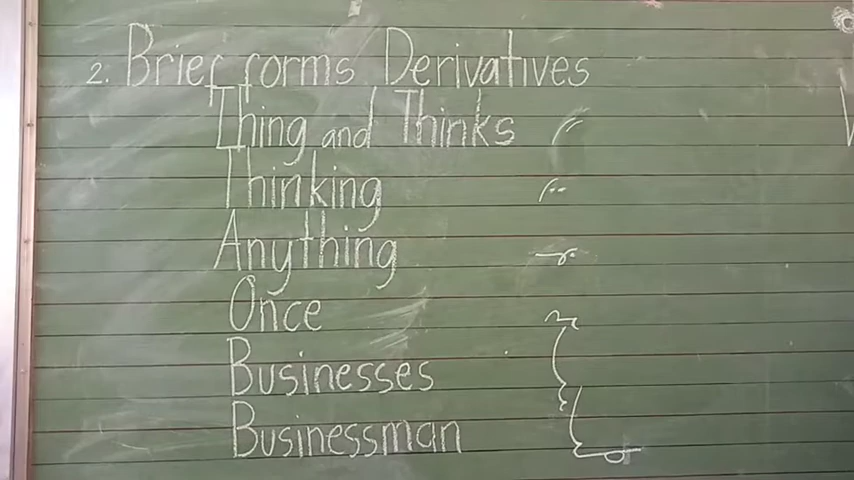 2. Brief forms Derivatives
Thing and Thinks
Thinking
Anything
Once
Businesses
Businessman